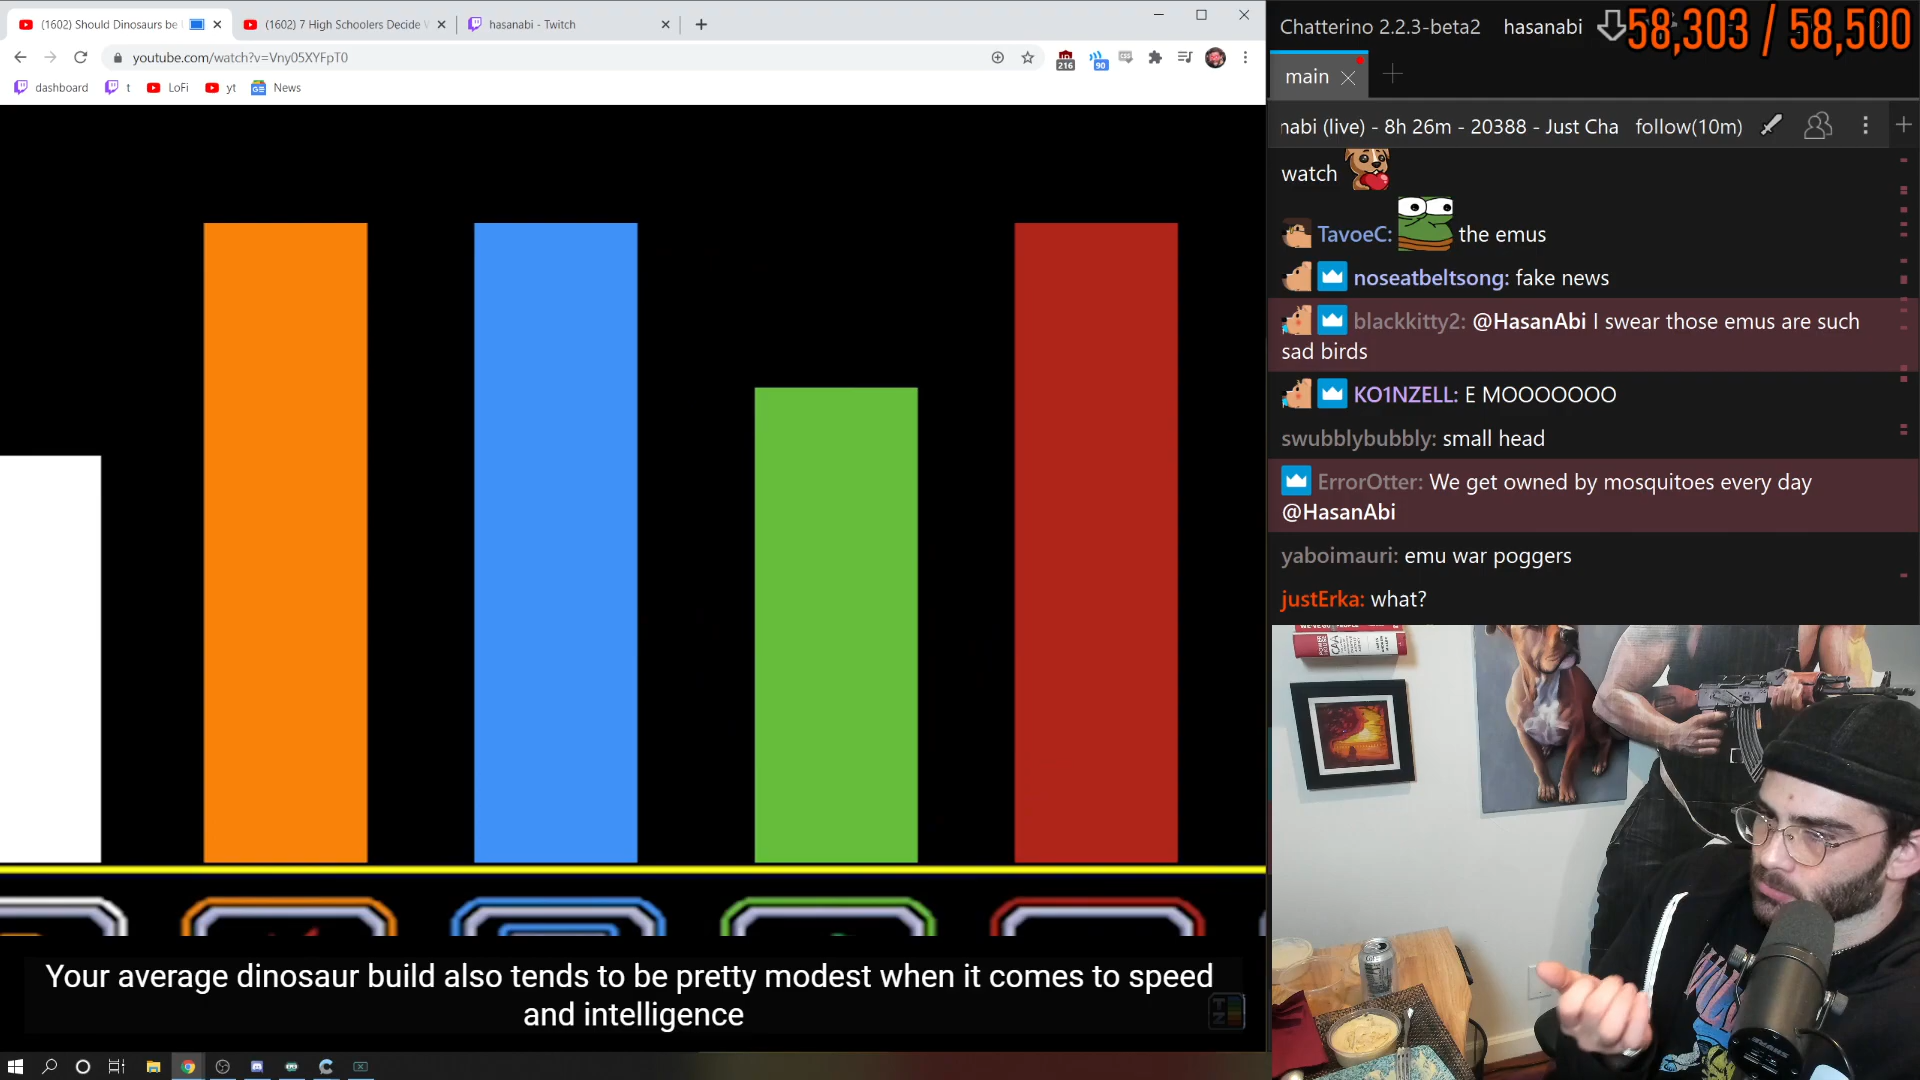 (1602) Should Dinosaurs be
(1602) 7 High Schoolers Decide
hasanabi - Twitch
youtube.com/watch?v=Vny05XYFpT0
216
90
dashboard
t
LoFi
yt
News
Your average dinosaur build also tends to be pretty modest when it comes to speed
and intelligence
TZ
Chatterino 2.2.3-beta2
hasanabi
58,303 / 58,500
main
nabi (live) - 8h 26m - 20388 - Just Cha
follow(10m)
watch
TavoeC: the emus
noseatbeltsong: fake news
blackkitty2: @HasanAbi I swear those emus are such
sad birds
KO1NZELL: E MOOOOOOO
swubblybubbly: small head
ErrorOtter: We get owned by mosquitoes every day
@HasanAbi
yaboimauri: emu war poggers
justErka: what?